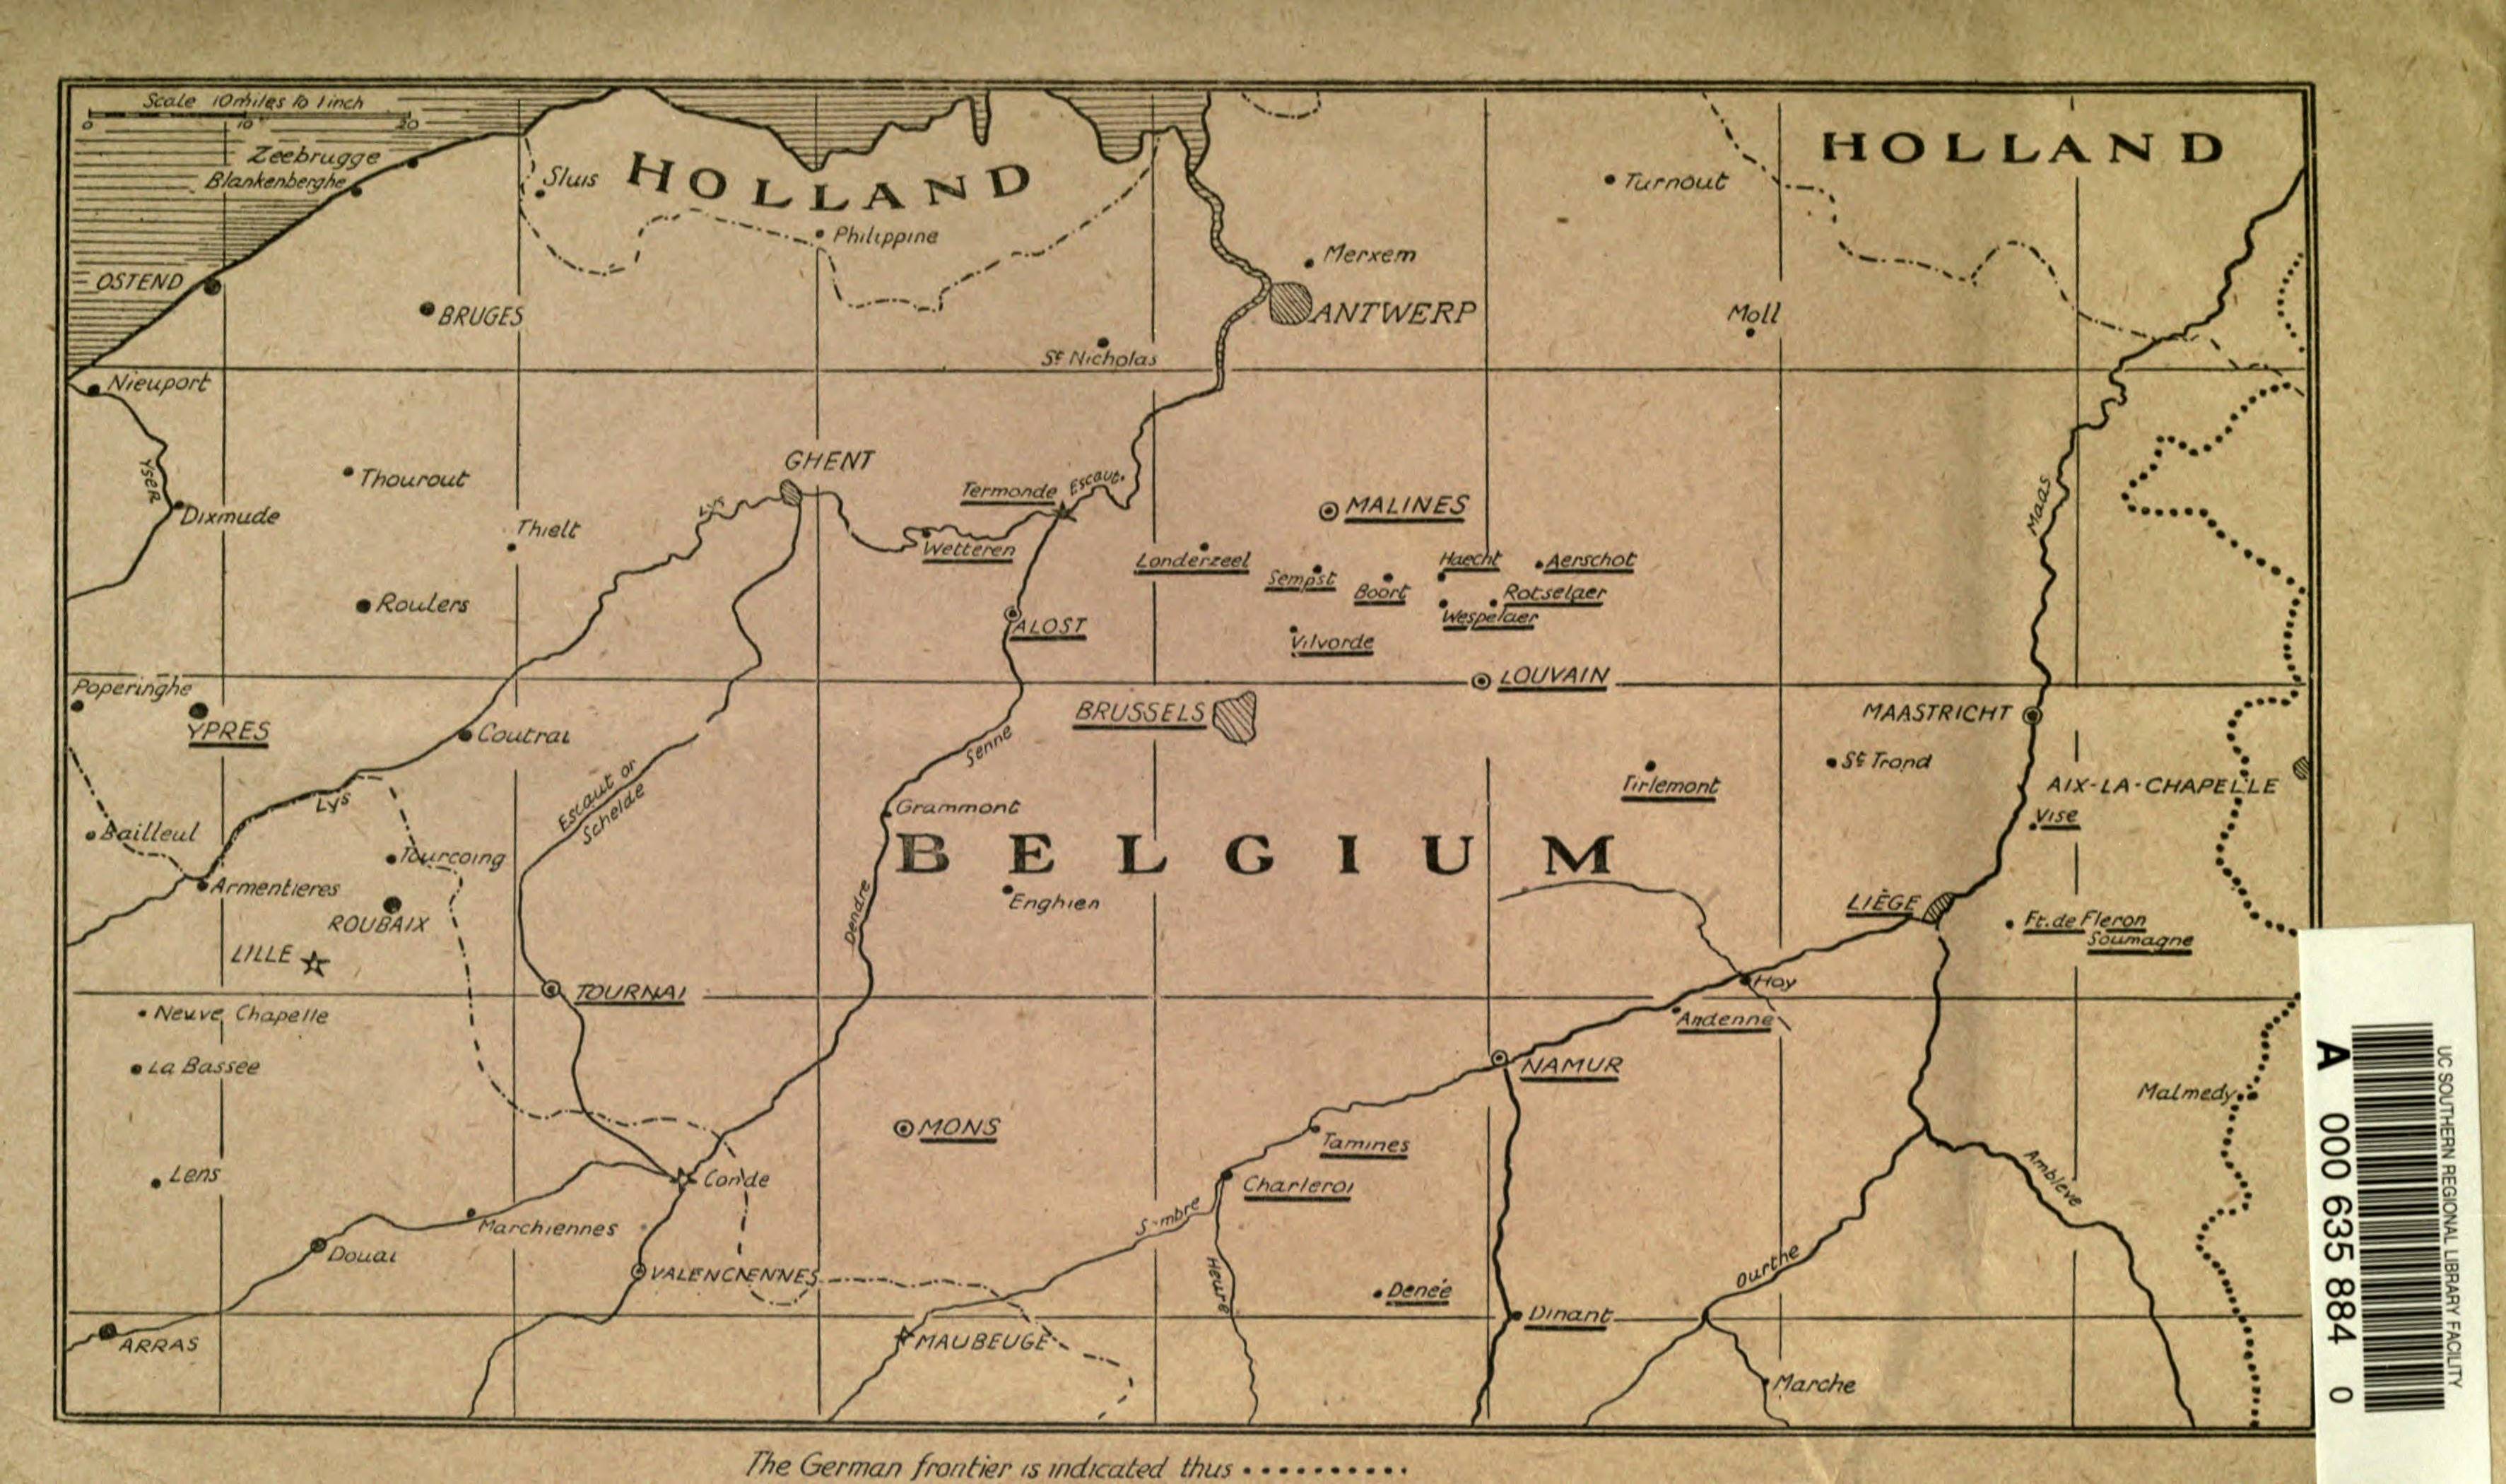 Scale 10 miles to 1 inch
0 10 20
Zeebrugge
Blankenberghe
Sluis
HOLLAND
HOLLAND
Turnout
Philippine
Merxem
OSTEND
BRUGES
ANTWERP
Moll
St Nicholas
Nieuport
Yser
Thourout
GHENT
Lys
Termonde
Escaut.
MALINES
Maas
Dixmude
Thielt
Wetteren
Londerzeel
Sempst
Boort
Haecht
Aerschot
Rotselaer
Wespelaer
Roulers
ALOST
Vilvorde
LOUVAIN
Poperinghe
YPRES
Coutrai
BRUSSELS
MAASTRICHT
Senne
Tirlemont
St Trond
AIX-LA-CHAPELLE
Lys
Escaut or
Schelde
Grammont
Vise
Bailleul
Tourcoing
BELGIUM
Armentieres
ROUBAIX
Dendre
Enghien
LIÈGE
Ft. de Fleron
Soumagne
LILLE
TOURNAI
Hoy
Neuve Chapelle
Andenne
La Bassee
NAMUR
Malmedy
MONS
Tamines
Lens
Conde
Charleroi
Ambleve
S-mbre
Marchiennes
Douai
VALENCIENNES
Heure
Ourthe
Denée
Dinant
ARRAS
MAUBEUGE
Marche
The German frontier is indicated thus ..........
UC SOUTHERN REGIONAL LIBRARY FACILITY
A 000 635 884 0